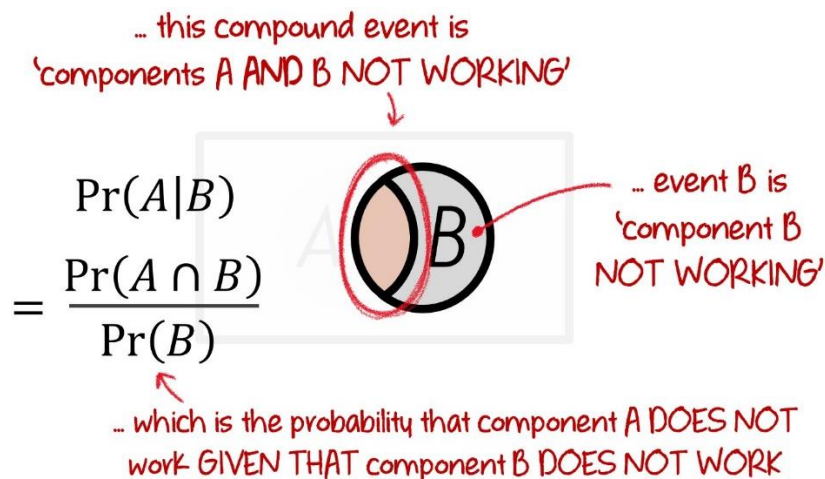 ... this compound event is
‘components A AND B NOT WORKING’
Pr(A|B)
= Pr(A ∩ B)
Pr(B)
A
B
... event B is
‘component B
NOT WORKING’
... which is the probability that component A DOES NOT
work GIVEN THAT component B DOES NOT WORK